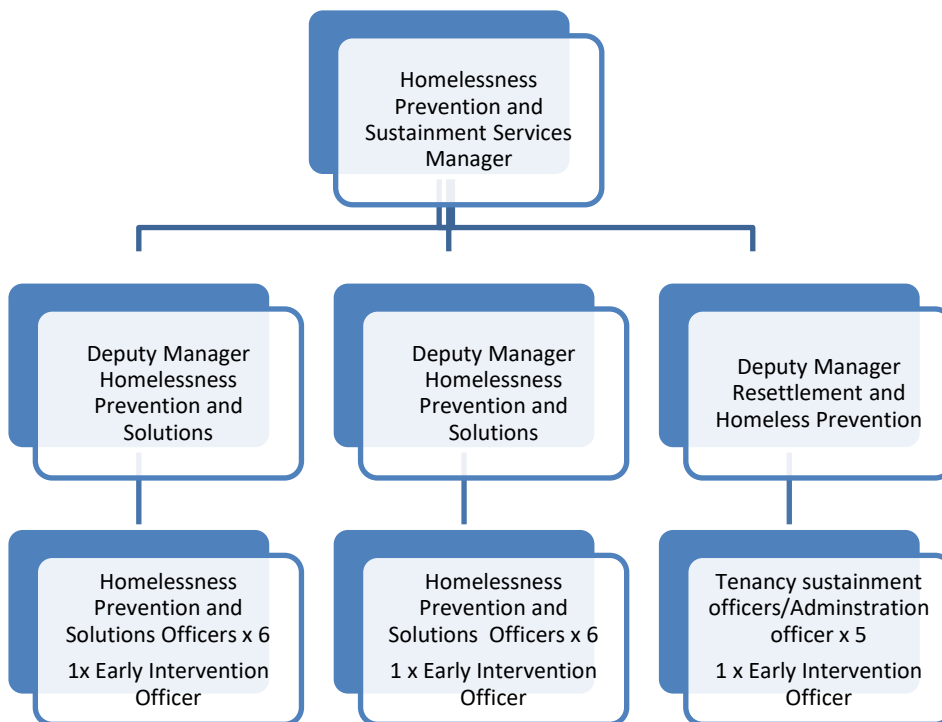 Homelessness
Prevention and
Sustainment Services
Manager
Deputy Manager
Homelessness
Prevention and
Solutions
Deputy Manager
Homelessness
Prevention and
Solutions
Deputy Manager
Resettlement and
Homeless Prevention
Homelessness
Prevention and
Solutions Officers x 6
1x Early Intervention
Officer
Homelessness
Prevention and
Solutions Officers x 6
1 x Early Intervention
Officer
Tenancy sustainment
officers/Adminstration
officer x 5
1 x Early Intervention
Officer